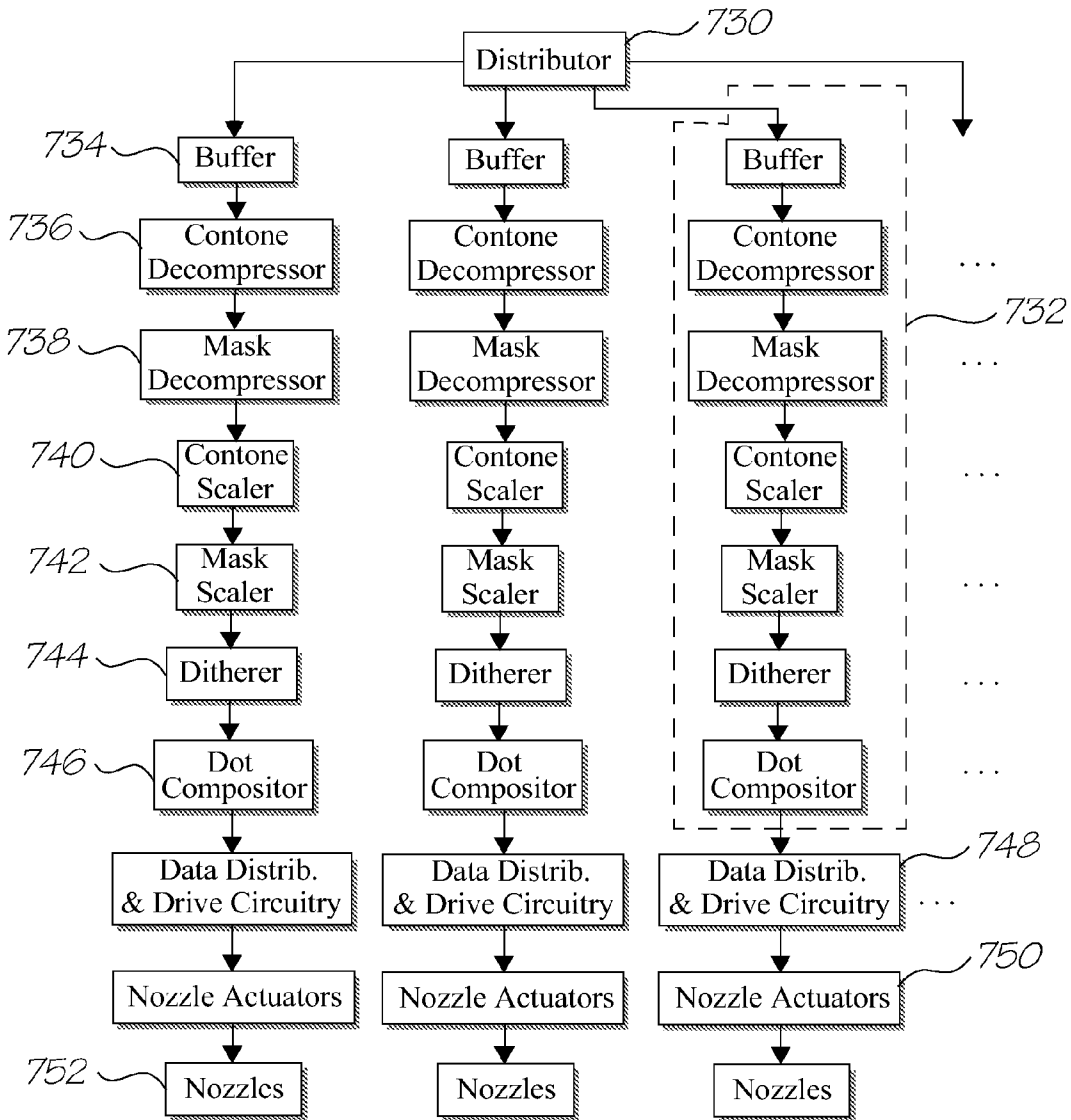 730
Distributor
734
Buffer
Buffer
Buffer
736
Contone
Decompressor
Contone
Decompressor
Contone
Decompressor
...
732
738
Mask
Decompressor
Mask
Decompressor
Mask
Decompressor
...
740
Contone
Scaler
Contone
Scaler
Contone
Scaler
...
742
Mask
Scaler
Mask
Scaler
Mask
Scaler
...
744
Ditherer
Ditherer
Ditherer
...
746
Dot
Compositor
Dot
Compositor
Dot
Compositor
...
Data Distrib.
& Drive Circuitry
Data Distrib.
& Drive Circuitry
Data Distrib.
& Drive Circuitry
748
...
Nozzle Actuators
Nozzle Actuators
Nozzle Actuators
750
752
Nozzles
Nozzles
Nozzles